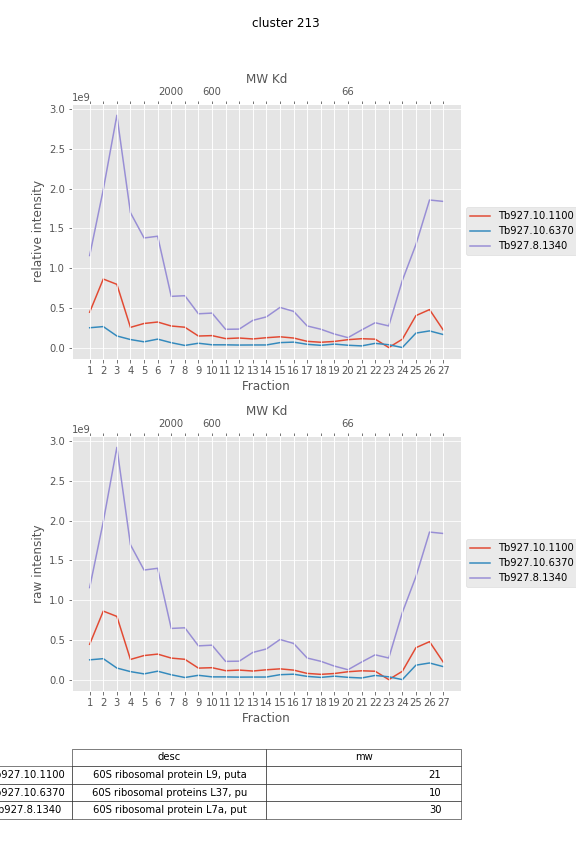 cluster 213
MW Kd
2000 600 66
1e9
3.0
2.5
2.0
1.5
1.0
0.5
0.0
relative intensity
1 2 3 4 5 6 7 8 9 10 11 12 13 14 15 16 17 18 19 20 21 22 23 24 25 26 27
Fraction
Tb927.10.1100
Tb927.10.6370
Tb927.8.1340
MW Kd
2000 600 66
1e9
3.0
2.5
2.0
1.5
1.0
0.5
0.0
raw intensity
1 2 3 4 5 6 7 8 9 10 11 12 13 14 15 16 17 18 19 20 21 22 23 24 25 26 27
Fraction
Tb927.10.1100
Tb927.10.6370
Tb927.8.1340
desc mw
b927.10.1100 60S ribosomal protein L9, puta 21
b927.10.6370 60S ribosomal proteins L37, pu 10
b927.8.1340 60S ribosomal protein L7a, put 30